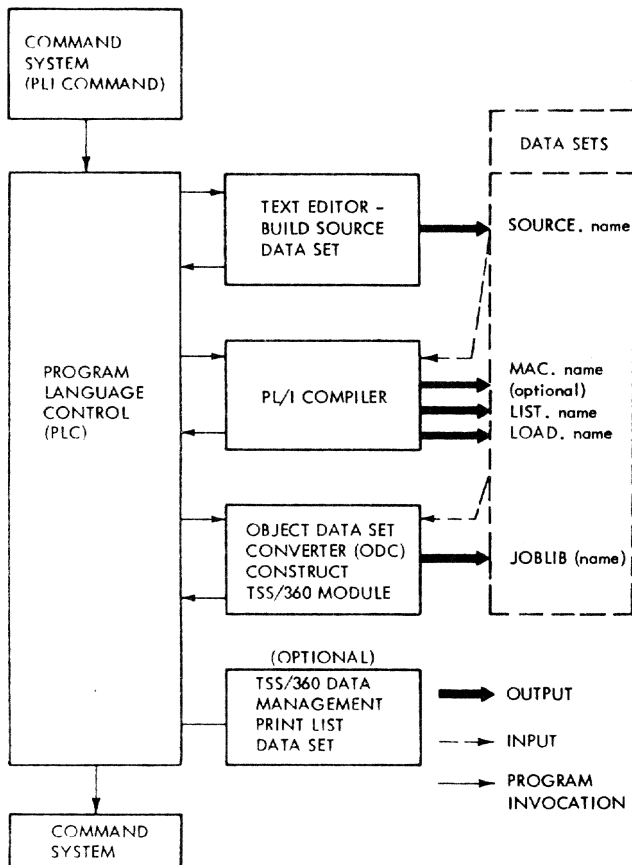 COMMAND
SYSTEM
(PLI COMMAND)
DATA SETS
TEXT EDITOR -
BUILD SOURCE
DATA SET
SOURCE. name
PROGRAM
LANGUAGE
CONTROL
(PLC)
PL/I COMPILER
MAC. name
(optional)
LIST. name
LOAD. name
OBJECT DATA SET
CONVERTER (ODC)
CONSTRUCT
TSS/360 MODULE
JOBLIB (name)
(OPTIONAL)
TSS/360 DATA
MANAGEMENT
PRINT LIST
DATA SET
OUTPUT
INPUT
PROGRAM
INVOCATION
COMMAND
SYSTEM